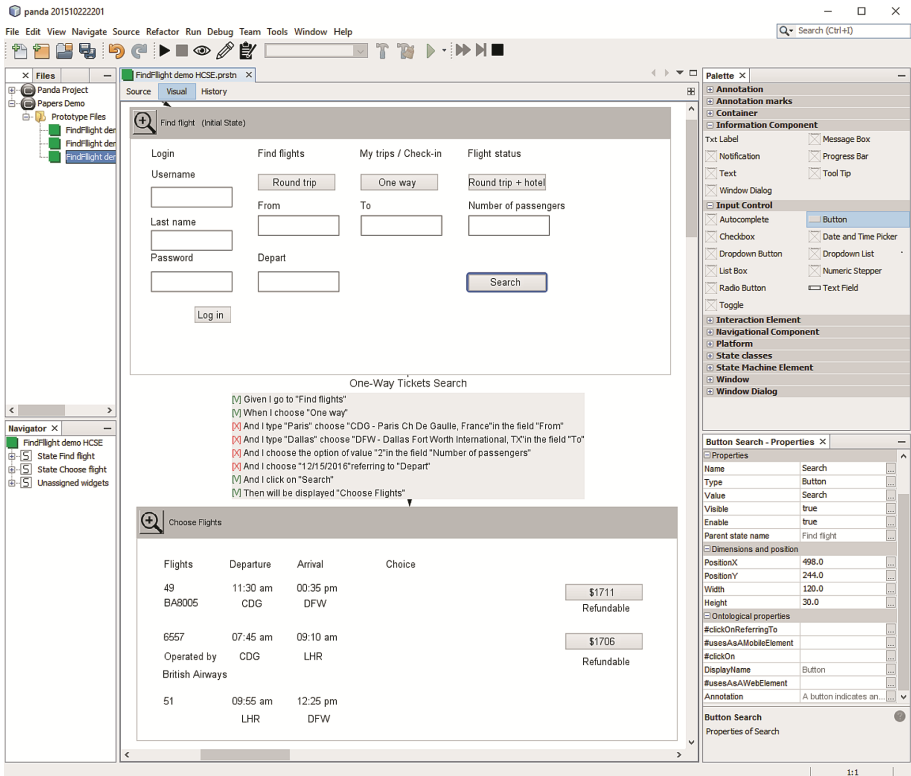 panda 201510222201
File Edit View Navigate Source Refactor Run Debug Team Tools Window Help
Search (Ctrl+I)
Files
Panda Project
Papers Demo
Prototype Files
FindFllight der
FindFllight der
FindFllight der
Navigator
FindFllight demo HCSE
State Find flight
State Choose flight
Unassigned widgets
FindFllight demo HCSE.prstn
Source Visual History
Find flight (Initial State)
Login Find flights My trips / Check-in Flight status
Username
Round trip One way Round trip + hotel
From To Number of passengers
Last name
Password Depart
Search
Log in
One-Way Tickets Search
[V] Given I go to "Find flights"
[V] When I choose "One way"
[X] And I type "Paris" choose "CDG - Paris Ch De Gaulle, France"in the field "From"
[X] And I type "Dallas" choose "DFW - Dallas Fort Worth International, TX"in the field "To"
[X] And I choose the option of value "2"in the field "Number of passengers"
[X] And I choose "12/15/2016"referring to "Depart"
[V] And I click on "Search"
[V] Then will be displayed "Choose Flights"
Choose Flights
Flights Departure Arrival Choice
49 11:30 am 00:35 pm $1711
BA8005 CDG DFW Refundable
6557 07:45 am 09:10 am $1706
Operated by CDG LHR Refundable
British Airways
51 09:55 am 12:25 pm
LHR DFW
Palette
Annotation
Annotation marks
Container
Information Component
Txt Label Message Box
Notification Progress Bar
Text Tool Tip
Window Dialog
Input Control
Autocomplete Button
Checkbox Date and Time Picker
Dropdown Button Dropdown List
List Box Numeric Stepper
Radio Button Text Field
Toggle
Interaction Element
Navigational Component
Platform
State classes
State Machine Element
Window
Window Dialog
Button Search - Properties
Properties
Name Search
Type Button
Value Search
Visible true
Enable true
Parent state name Find flight
Dimensions and position
PositionX 498.0
PositionY 244.0
Width 120.0
Height 30.0
Ontological properties
#clickOnReferringTo
#usesAsAMobileElement
#clickOn
DisplayName Button
#usesAsAWebElement
Annotation A button indicates an...
Button Search
Properties of Search
1:1